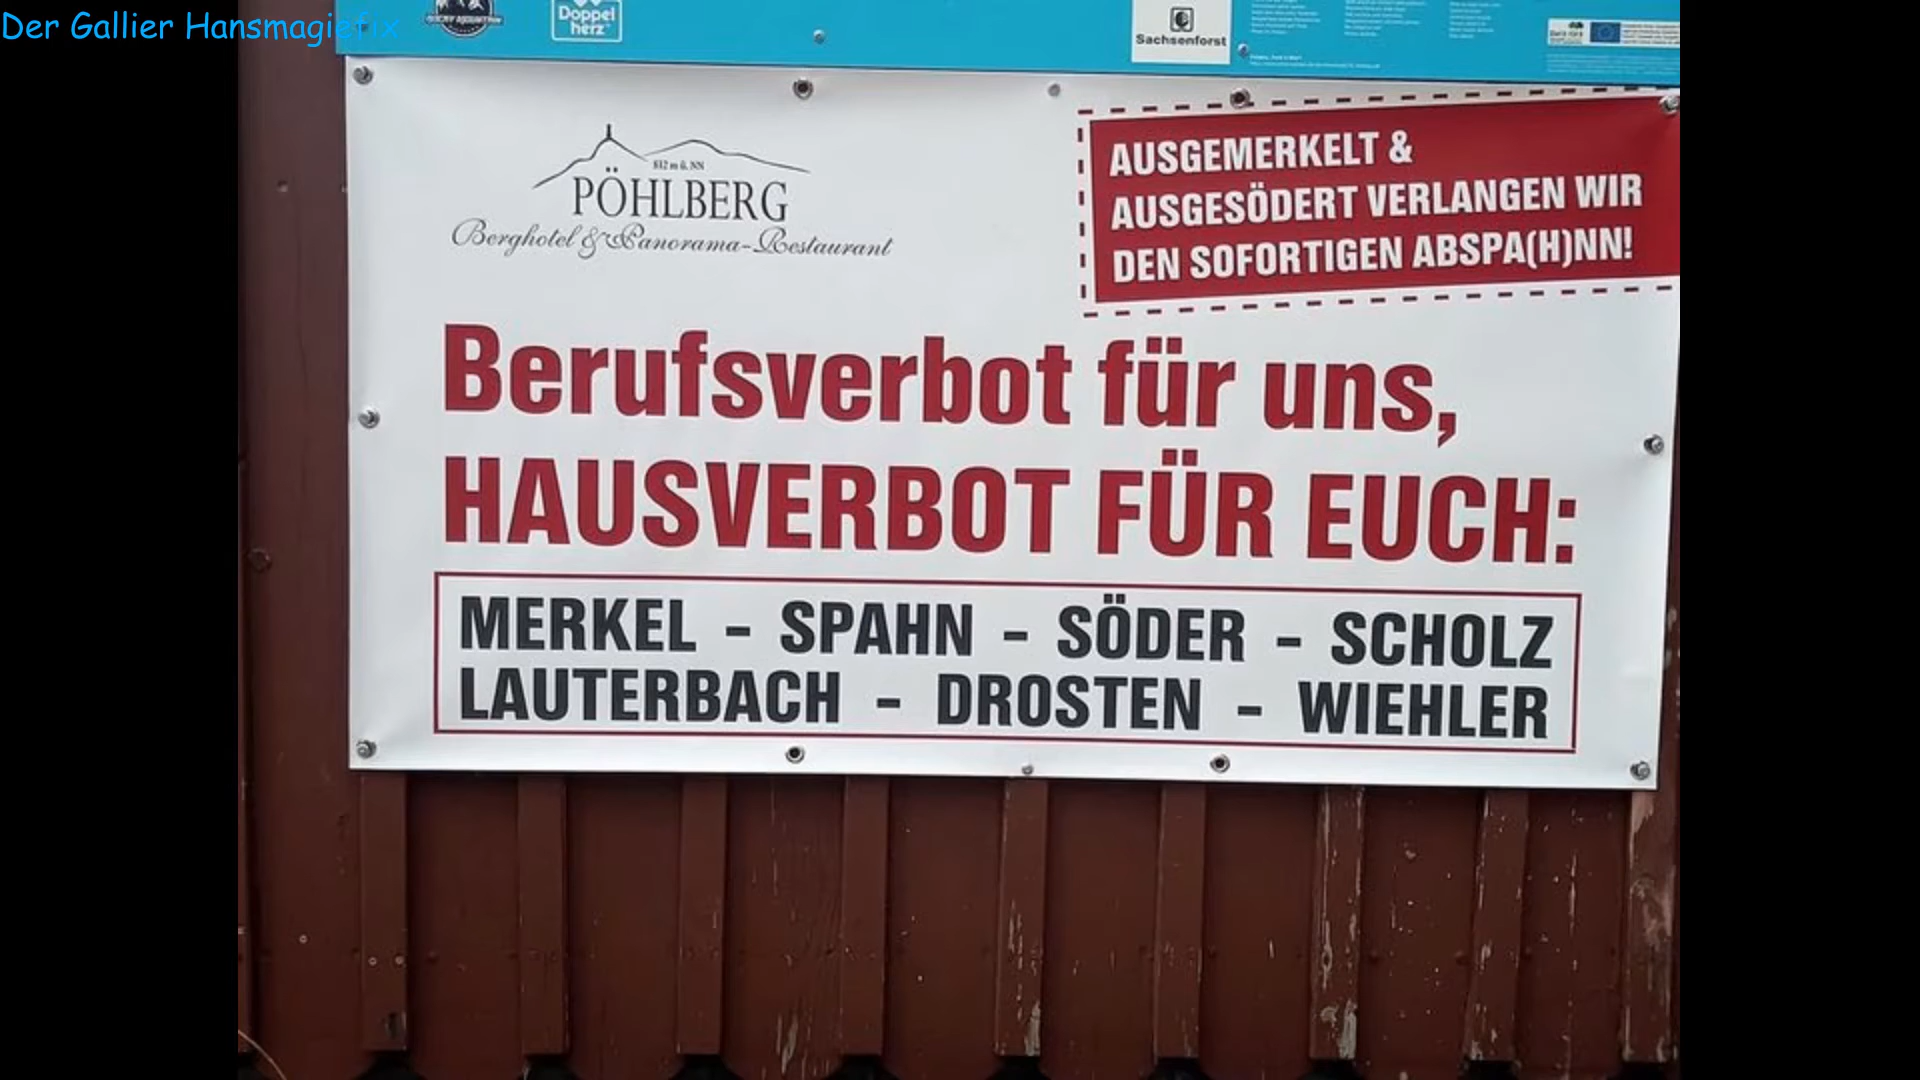 Der Gallier Hansmagiefix
Doppel
herz
Sachsenforst
812 m ü. NN
PÖHLBERG
Berghotel & Panorama-Restaurant
AUSGEMERKELT &
AUSGESÖDERT VERLANGEN WIR
DEN SOFORTIGEN ABSPA(H)NN!
Berufsverbot für uns,
HAUSVERBOT FÜR EUCH:
MERKEL - SPAHN - SÖDER - SCHOLZ
LAUTERBACH - DROSTEN - WIEHLER